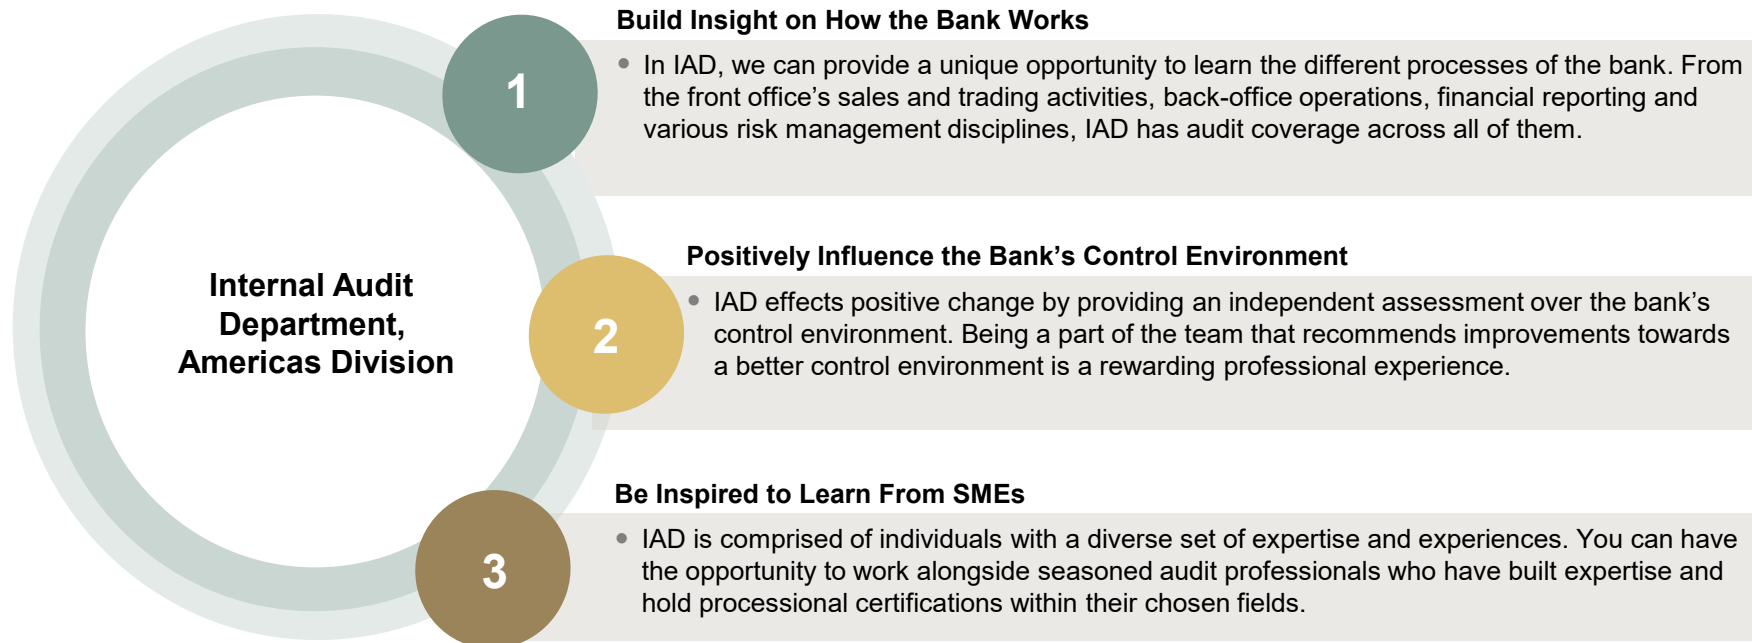 Internal Audit
Department,
Americas Division
1
Build Insight on How the Bank Works
• In IAD, we can provide a unique opportunity to learn the different processes of the bank. From
the front office’s sales and trading activities, back-office operations, financial reporting and
various risk management disciplines, IAD has audit coverage across all of them.
2
Positively Influence the Bank’s Control Environment
• IAD effects positive change by providing an independent assessment over the bank’s
control environment. Being a part of the team that recommends improvements towards
a better control environment is a rewarding professional experience.
3
Be Inspired to Learn From SMEs
• IAD is comprised of individuals with a diverse set of expertise and experiences. You can have
the opportunity to work alongside seasoned audit professionals who have built expertise and
hold processional certifications within their chosen fields.